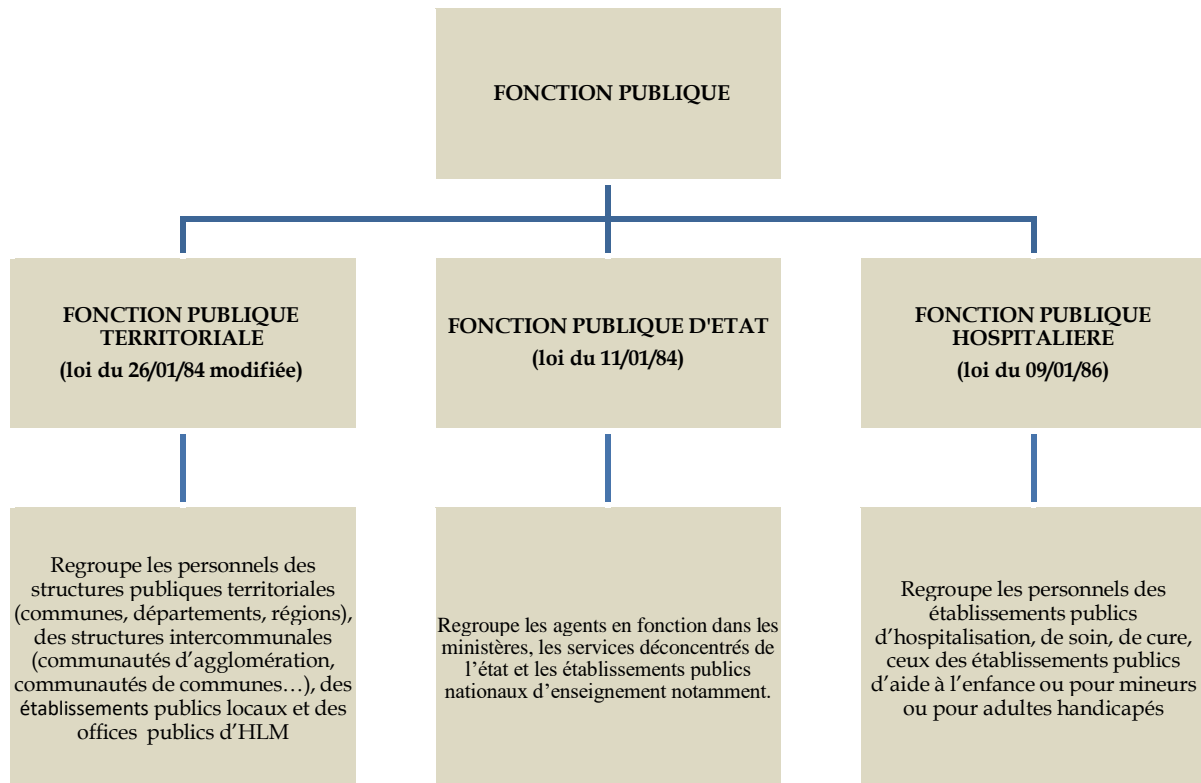 FONCTION PUBLIQUE
FONCTION PUBLIQUE
TERRITORIALE
(loi du 26/01/84 modifiée)
FONCTION PUBLIQUE D'ETAT
(loi du 11/01/84)
FONCTION PUBLIQUE
HOSPITALIERE
(loi du 09/01/86)
Regroupe les personnels des
structures publiques territoriales
(communes, départements, régions),
des structures intercommunales
(communautés d’agglomération,
communautés de communes…), des
établissements publics locaux et des
offices publics d’HLM
Regroupe les agents en fonction dans les
ministères, les services déconcentrés de
l’état et les établissements publics
nationaux d’enseignement notamment.
Regroupe les personnels des
établissements publics
d’hospitalisation, de soin, de cure,
ceux des établissements publics
d’aide à l’enfance ou pour mineurs
ou pour adultes handicapés